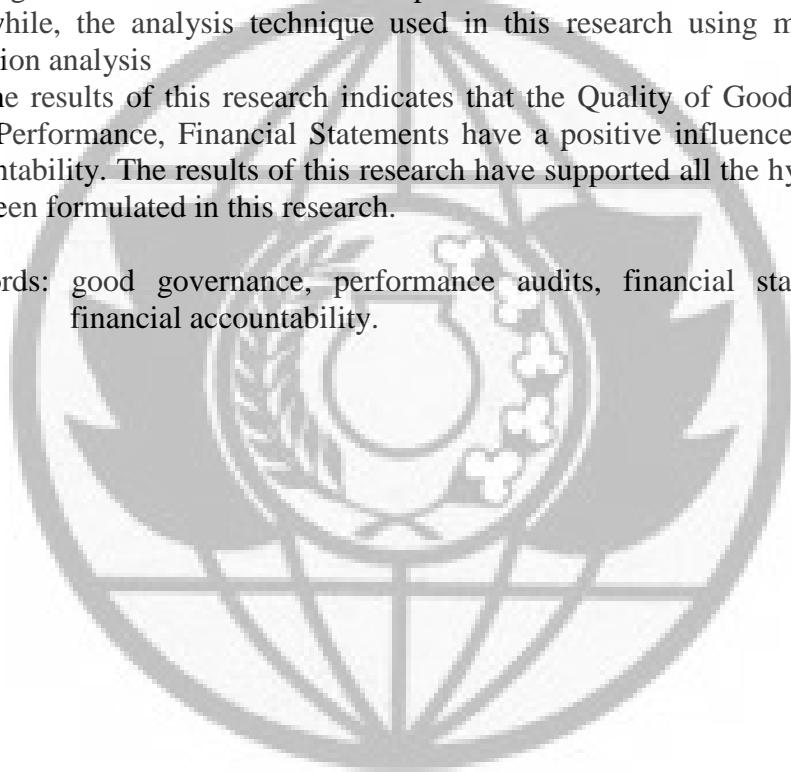 while, the analysis technique used in this research using m
ion analysis
ne results of this research indicates that the Quality of Good
Performance, Financial Statements have a positive influence
ntability. The results of this research have supported all the hy
een formulated in this research.
rds: good governance, performance audits, financial sta
financial accountability.